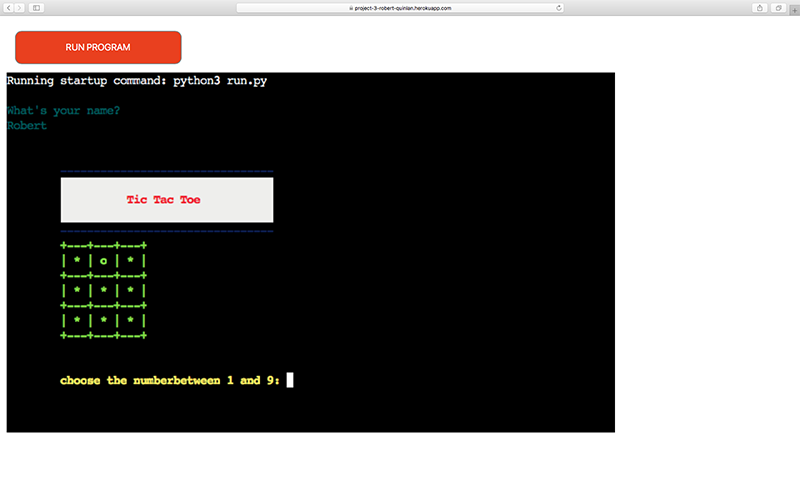 project-3-robert-quinlan.herokuapp.com
RUN PROGRAM
Running startup command: python3 run.py
What's your name?
Robert
--------------------------------
Tic Tac Toe
--------------------------------
+---+---+---+
| * | o | * |
+---+---+---+
| * | * | * |
+---+---+---+
| * | * | * |
+---+---+---+
choose the numberbetween 1 and 9: